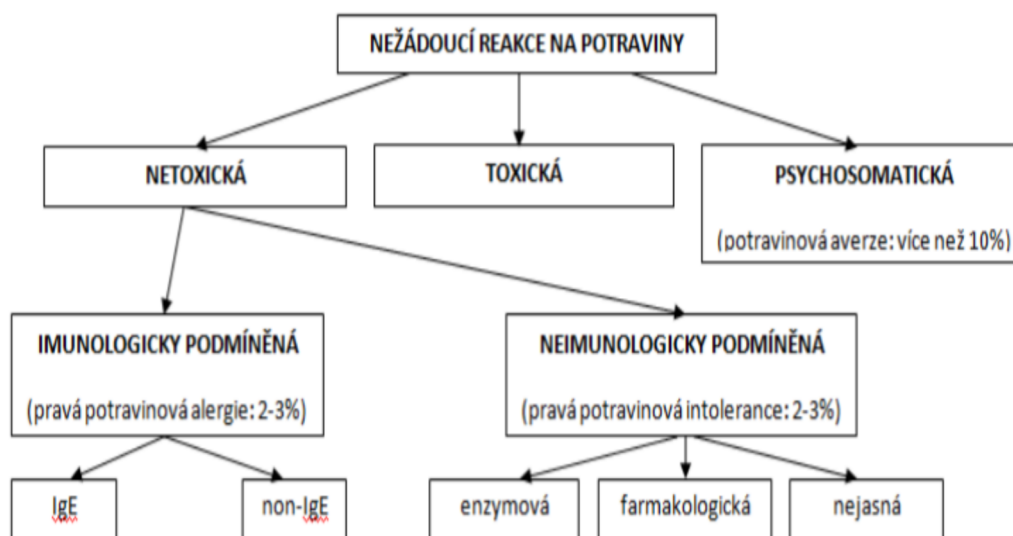 NEŽÁDOUCÍ REAKCE NA POTRAVINY
NETOXICKÁ
TOXICKÁ
PSYCHOSOMATICKÁ
(potravinová averze: více než 10%)
IMUNOLOGICKY PODMÍNĚNÁ
(pravá potravinová alergie: 2-3%)
NEIMUNOLOGICKY PODMÍNĚNÁ
(pravá potravinová intolerance: 2-3%)
IgE
non-IgE
enzymová
farmakologická
nejasná